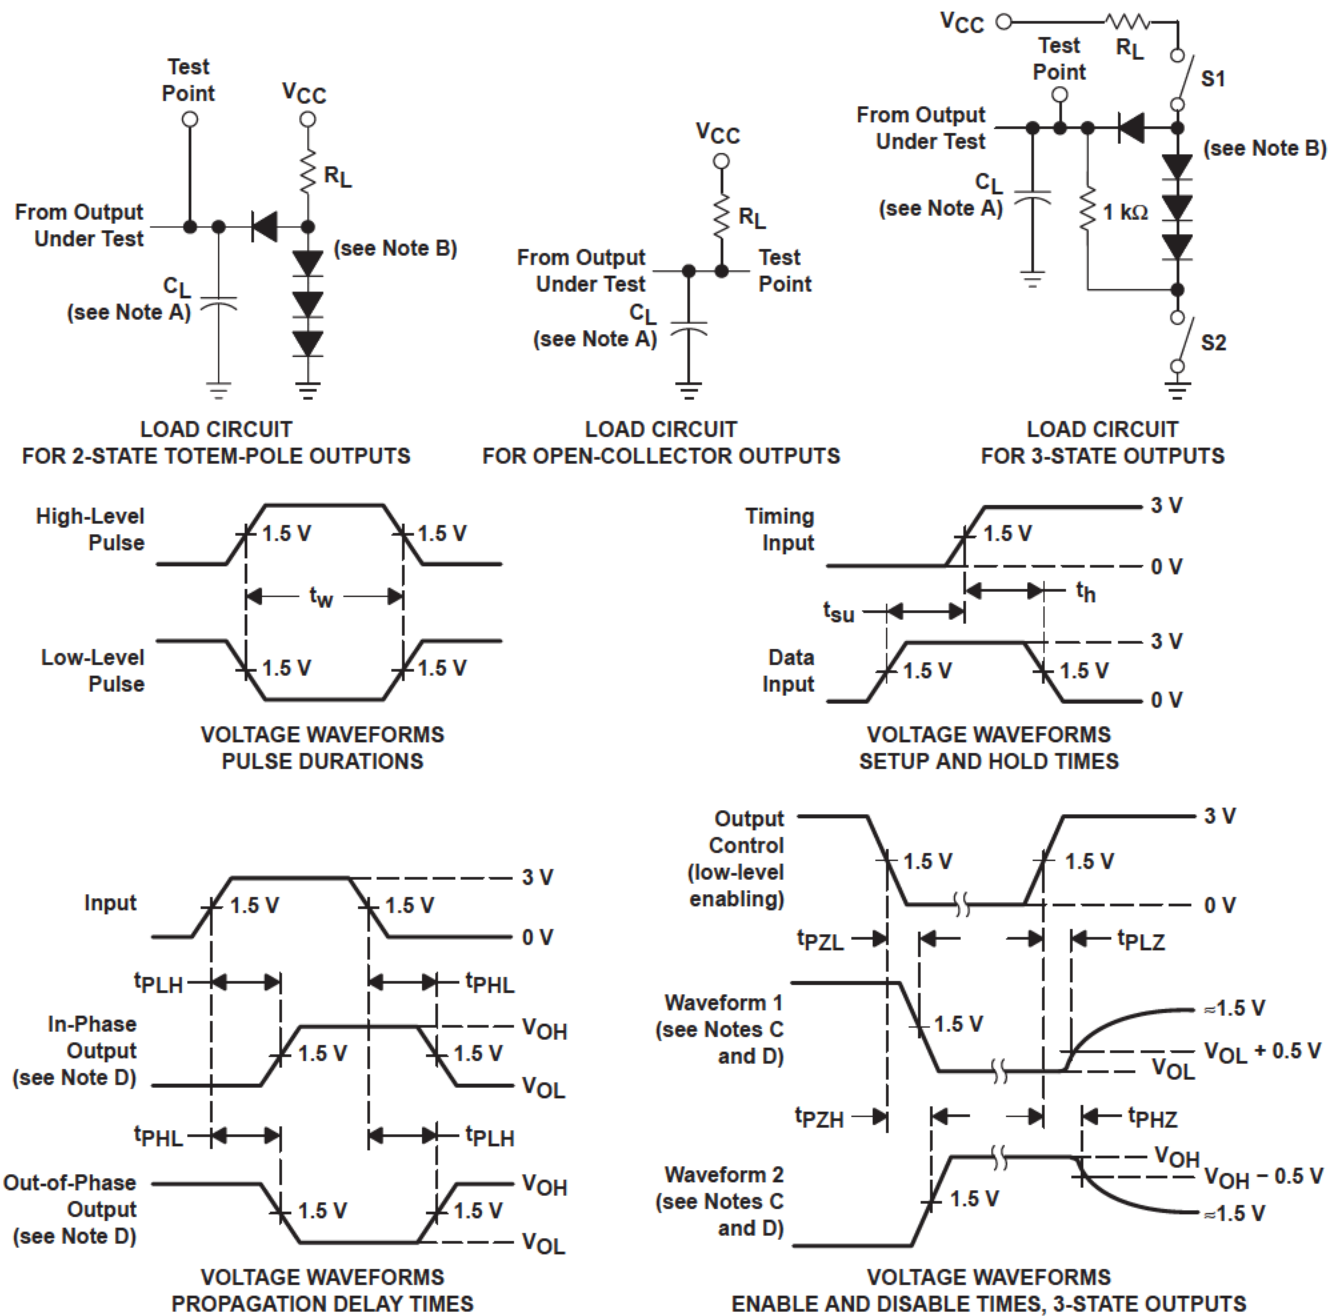 Test
Point
VCC
RL
From Output
Under Test
(see Note B)
CL
(see Note A)
LOAD CIRCUIT
FOR 2-STATE TOTEM-POLE OUTPUTS
VCC
RL
From Output
Under Test
Test
Point
CL
(see Note A)
LOAD CIRCUIT
FOR OPEN-COLLECTOR OUTPUTS
VCC
RL
Test
Point
S1
From Output
Under Test
(see Note B)
CL
(see Note A)
1 kΩ
S2
LOAD CIRCUIT
FOR 3-STATE OUTPUTS
High-Level
Pulse
1.5 V
1.5 V
tw
Low-Level
Pulse
1.5 V
1.5 V
VOLTAGE WAVEFORMS
PULSE DURATIONS
Timing
Input
3 V
1.5 V
0 V
th
tsu
Data
Input
3 V
1.5 V
1.5 V
0 V
VOLTAGE WAVEFORMS
SETUP AND HOLD TIMES
Input
3 V
1.5 V
1.5 V
0 V
tPLH
tPHL
In-Phase
Output
(see Note D)
VOH
1.5 V
1.5 V
VOL
tPHL
tPLH
Out-of-Phase
Output
(see Note D)
VOH
1.5 V
1.5 V
VOL
VOLTAGE WAVEFORMS
PROPAGATION DELAY TIMES
Output
Control
(low-level
enabling)
3 V
1.5 V
1.5 V
0 V
tPZL
tPLZ
Waveform 1
(see Notes C
and D)
1.5 V
≈1.5 V
VOL + 0.5 V
VOL
tPZH
tPHZ
Waveform 2
(see Notes C
and D)
1.5 V
VOH
VOH − 0.5 V
≈1.5 V
VOLTAGE WAVEFORMS
ENABLE AND DISABLE TIMES, 3-STATE OUTPUTS